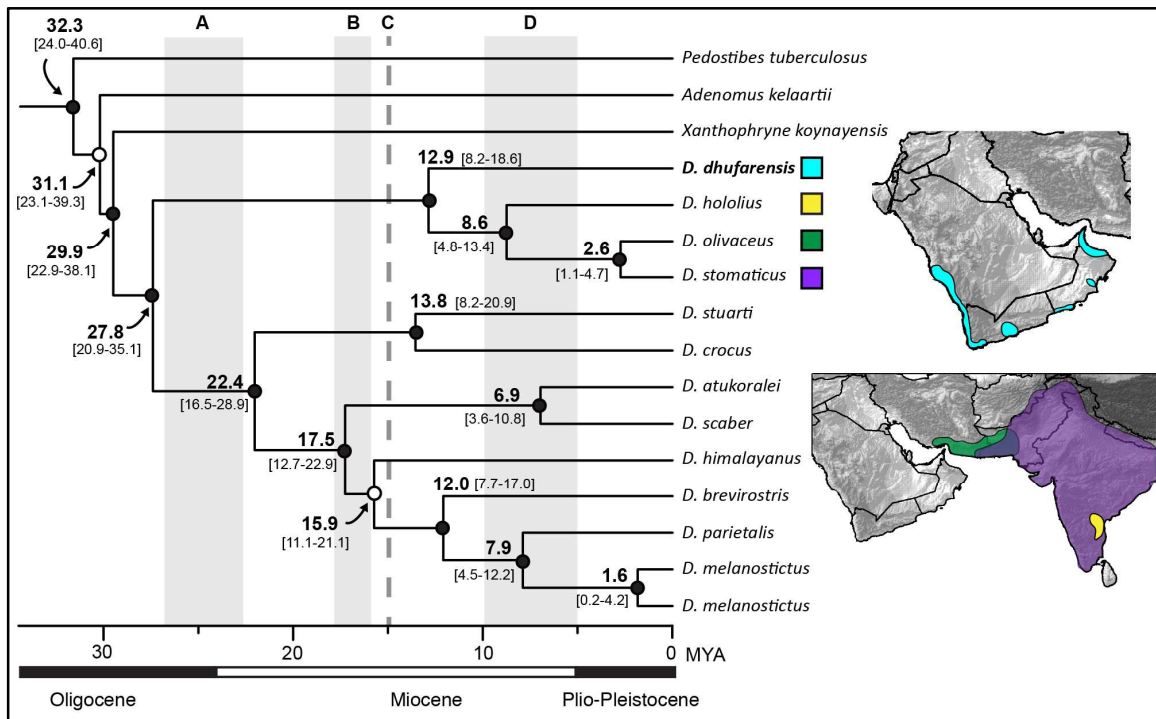 A B C D
32.3
[24.0-40.6]
Pedostibes tuberculosus
Adenomus kelaartii
Xanthophryne koynayensis
12.9 [8.2-18.6]
D. dhufarensis
31.1
[23.1-39.3]
8.6
[4.8-13.4]
D. hololius
2.6
[1.1-4.7]
D. olivaceus
29.9
[22.9-38.1]
D. stomaticus
13.8 [8.2-20.9]
D. stuarti
27.8
[20.9-35.1]
D. crocus
22.4
[16.5-28.9]
6.9
[3.6-10.8]
D. atukoralei
D. scaber
17.5
[12.7-22.9]
D. himalayanus
12.0 [7.7-17.0]
D. brevirostris
15.9
[11.1-21.1]
D. parietalis
7.9
[4.5-12.2]
1.6
[0.2-4.2]
D. melanostictus
D. melanostictus
30 20 10 0 MYA
Oligocene Miocene Plio-Pleistocene